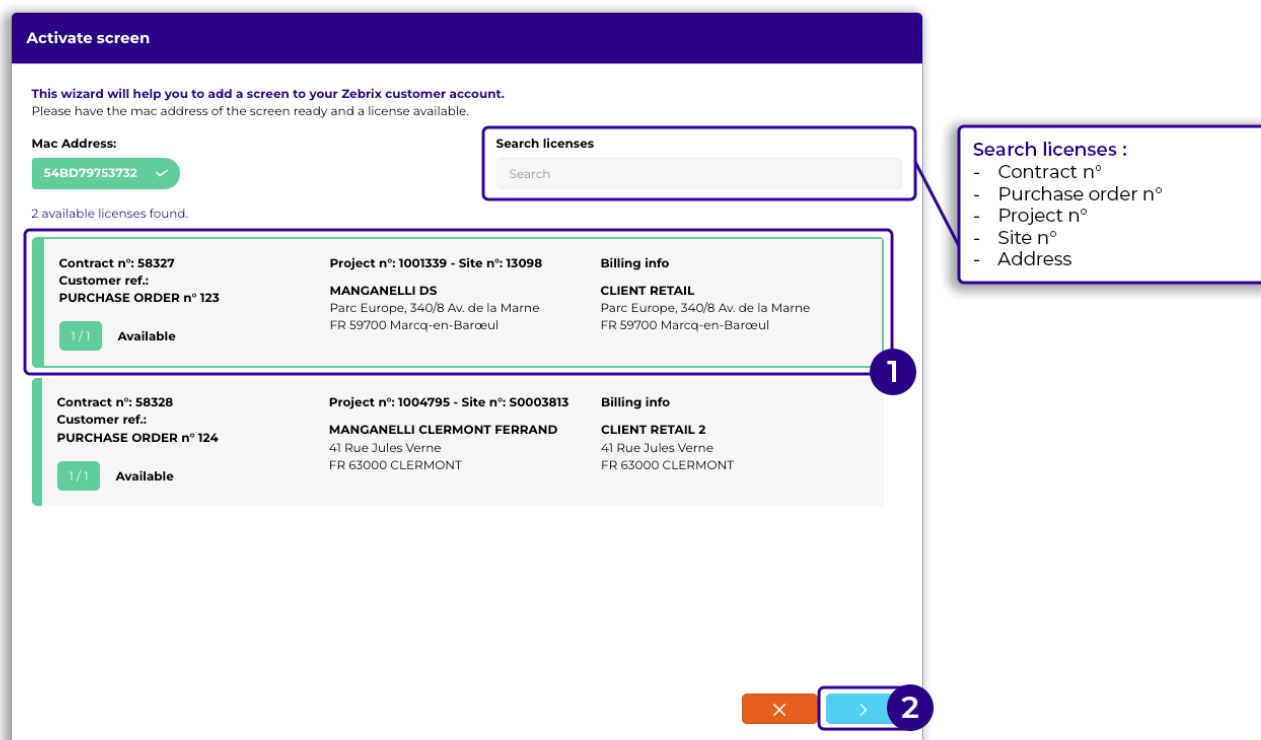 Activate screen
This wizard will help you to add a screen to your Zebrix customer account.
Please have the mac address of the screen ready and a license available.
Mac Address:
54BD79753732
Search licenses
Search
2 available licenses found.
Search licenses :
- Contract n°
- Purchase order n°
- Project n°
- Site n°
- Address
Contract n°: 58327
Customer ref.:
PURCHASE ORDER n° 123
1/1 Available
Project n°: 1001339 - Site n°: 13098
MANGANELLI DS
Parc Europe, 340/8 Av. de la Marne
FR 59700 Marcq-en-Barœul
Billing info
CLIENT RETAIL
Parc Europe, 340/8 Av. de la Marne
FR 59700 Marcq-en-Barœul
1
Contract n°: 58328
Customer ref.:
PURCHASE ORDER n° 124
1/1 Available
Project n°: 1004795 - Site n°: S0003813
MANGANELLI CLERMONT FERRAND
41 Rue Jules Verne
FR 63000 CLERMONT
Billing info
CLIENT RETAIL 2
41 Rue Jules Verne
FR 63000 CLERMONT
2